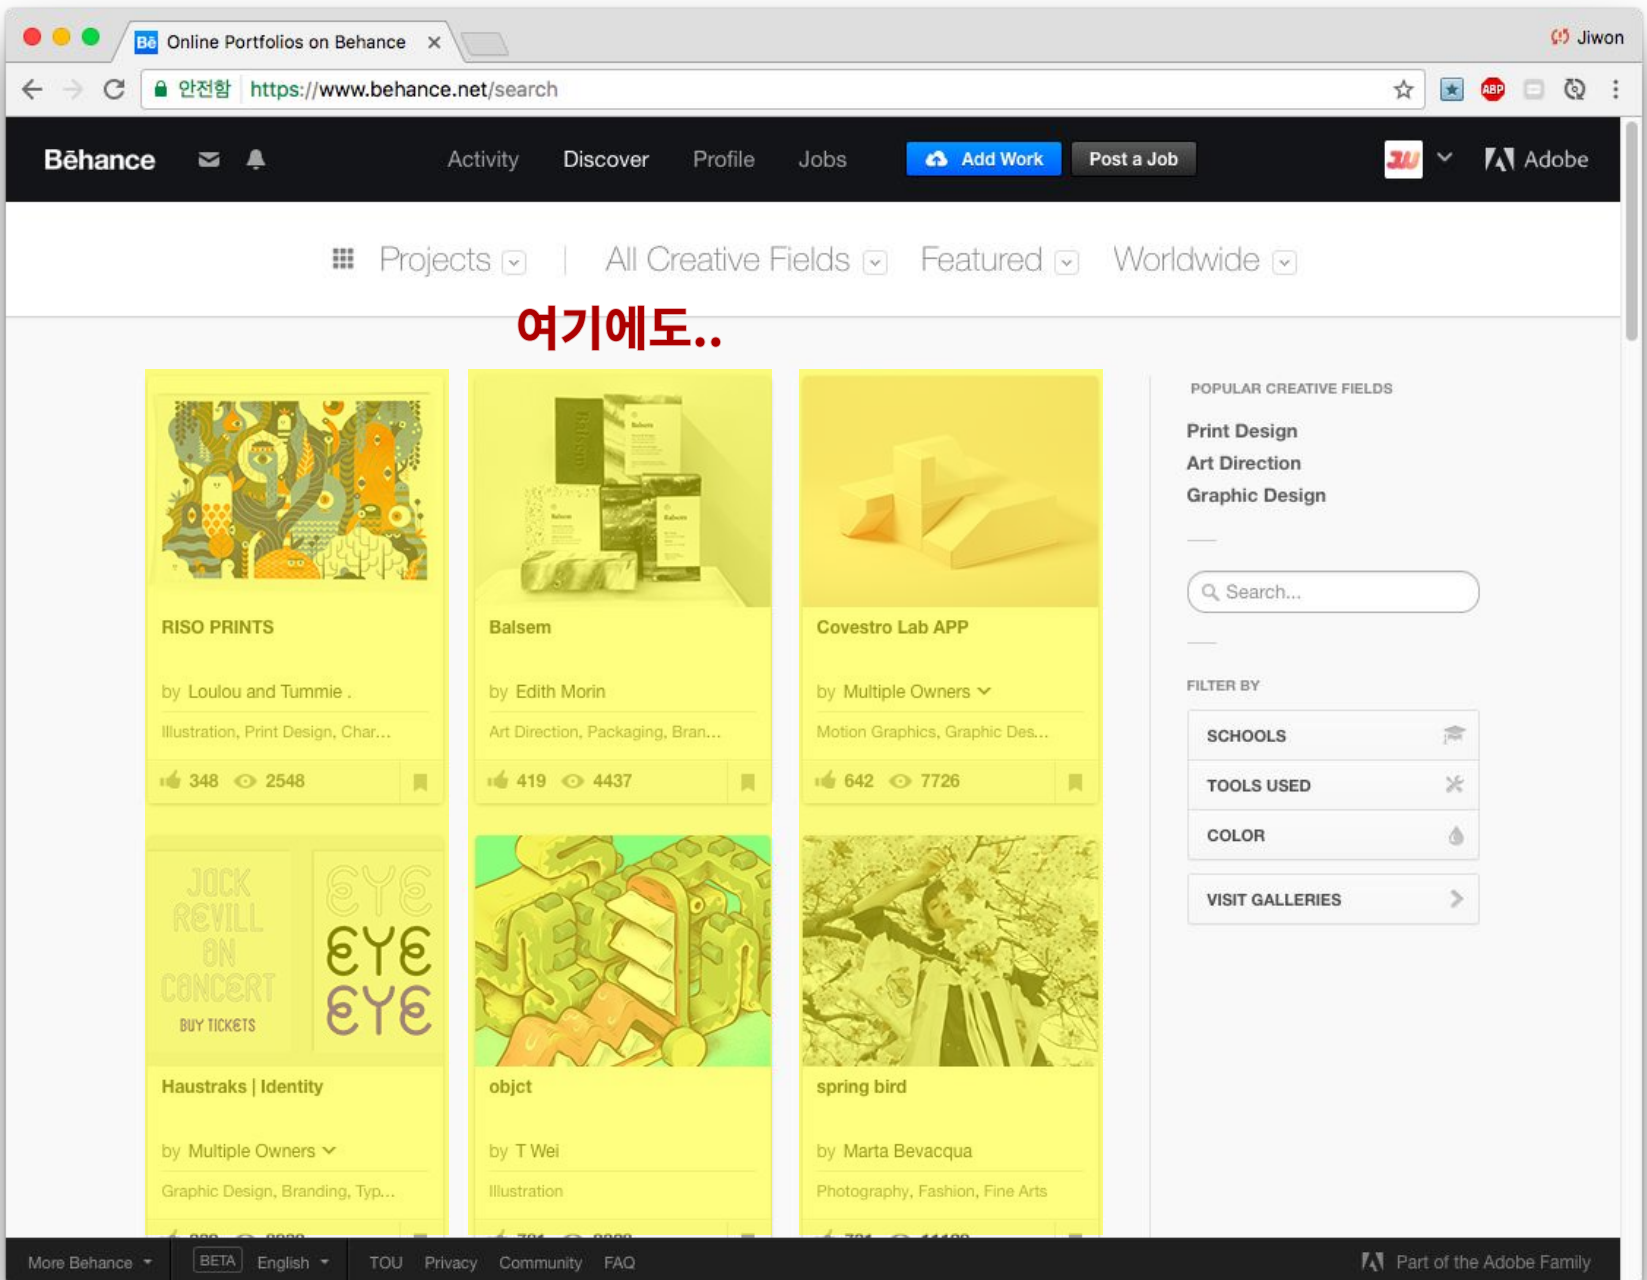 Bē Online Portfolios on Behance
Jiwon
안전함 https://www.behance.net/search
ABP
Bēhance Activity Discover Profile Jobs Add Work Post a Job Adobe
Projects All Creative Fields Featured Worldwide
여기에도..
POPULAR CREATIVE FIELDS
Print Design
Art Direction
Graphic Design
Search...
FILTER BY
SCHOOLS
TOOLS USED
COLOR
VISIT GALLERIES
Balsem
RISO PRINTS
by Loulou and Tummie .
Illustration, Print Design, Char...
348 2548
Balsem
by Edith Morin
Art Direction, Packaging, Bran...
419 4437
Covestro Lab APP
by Multiple Owners
Motion Graphics, Graphic Des...
642 7726
JOCK
REVILL
ON
CONCERT
BUY TICKETS
EYE
EYE
EYE
Haustraks | Identity
by Multiple Owners
Graphic Design, Branding, Typ...
objct
by T Wei
Illustration
spring bird
by Marta Bevacqua
Photography, Fashion, Fine Arts
More Behance BETA English TOU Privacy Community FAQ Part of the Adobe Family